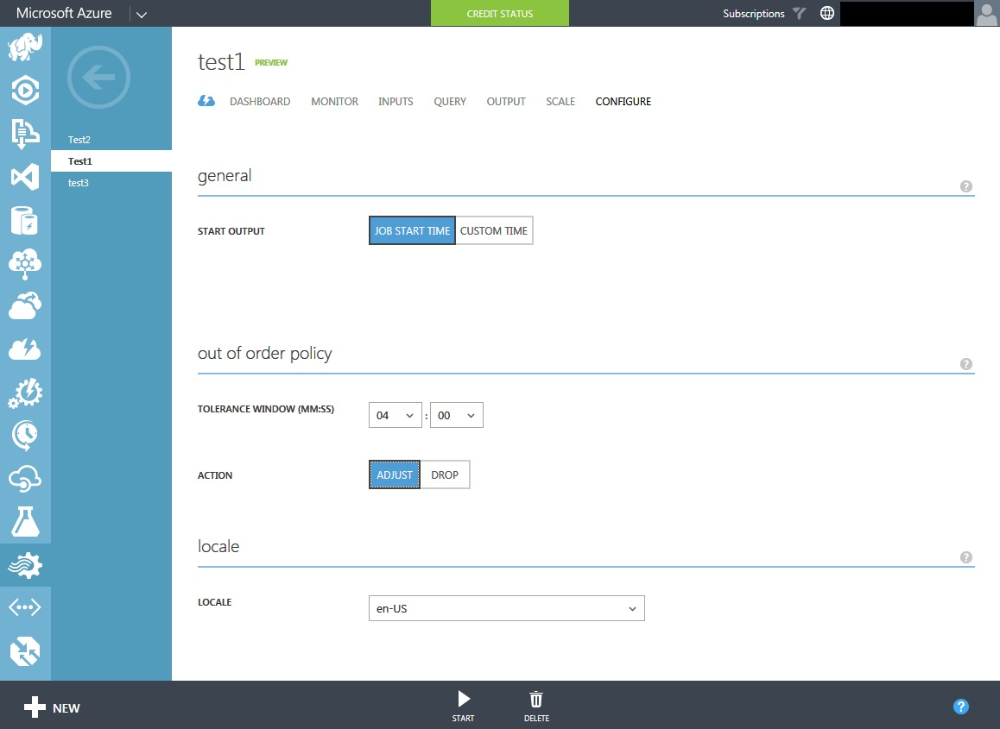 Microsoft Azure
CREDIT STATUS
Subscriptions
Test2
Test1
test3
test1 PREVIEW
DASHBOARD MONITOR INPUTS QUERY OUTPUT SCALE CONFIGURE
general
?
START OUTPUT JOB START TIME CUSTOM TIME
out of order policy
?
TOLERANCE WINDOW (MM:SS) 04 : 00
ACTION ADJUST DROP
locale
?
LOCALE en-US
NEW
START
DELETE
?